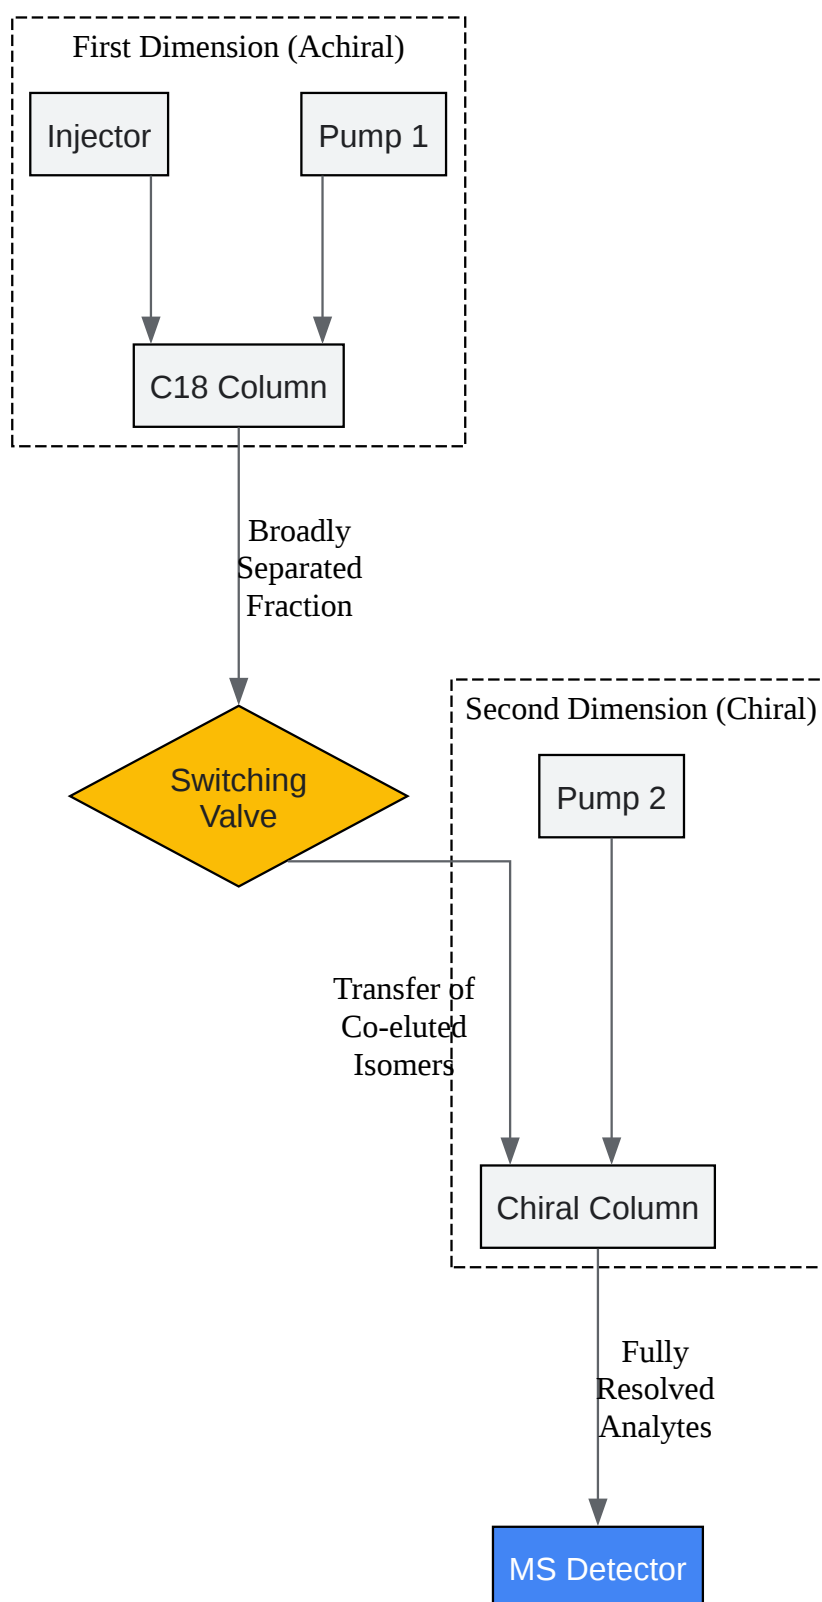 First Dimension (Achiral)
Injector
Pump 1
C18 Column
Broadly
Separated
Fraction
Switching
Valve
Second Dimension (Chiral)
Pump 2
Transfer of
Co-eluted
Isomers
Chiral Column
Fully
Resolved
Analytes
MS Detector